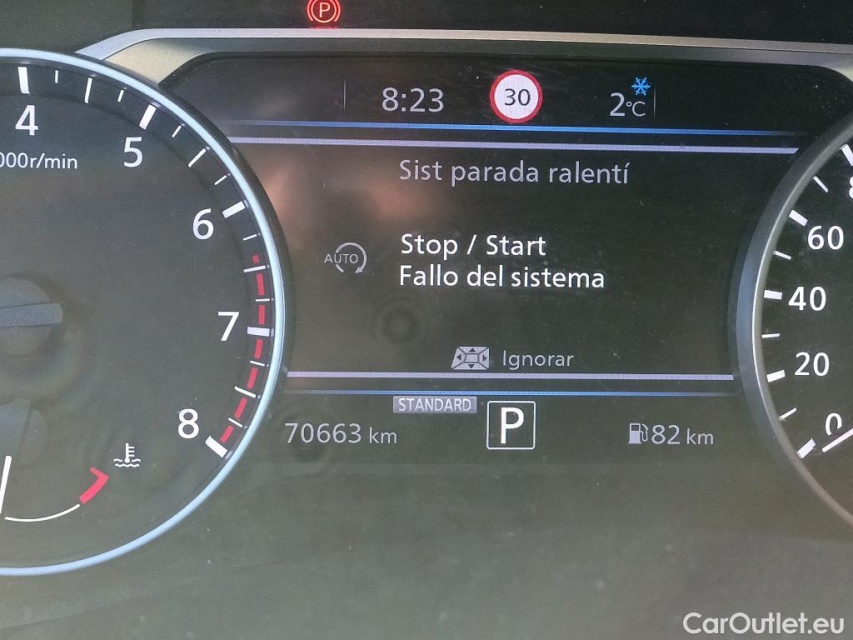 P
8:23
30
2°C
4
5
000r/min
6
7
8
Sist parada ralentí
AUTO
Stop / Start
Fallo del sistema
Ignorar
STANDARD
70663 km
P
82 km
60
40
20
0
CarOutlet.eu